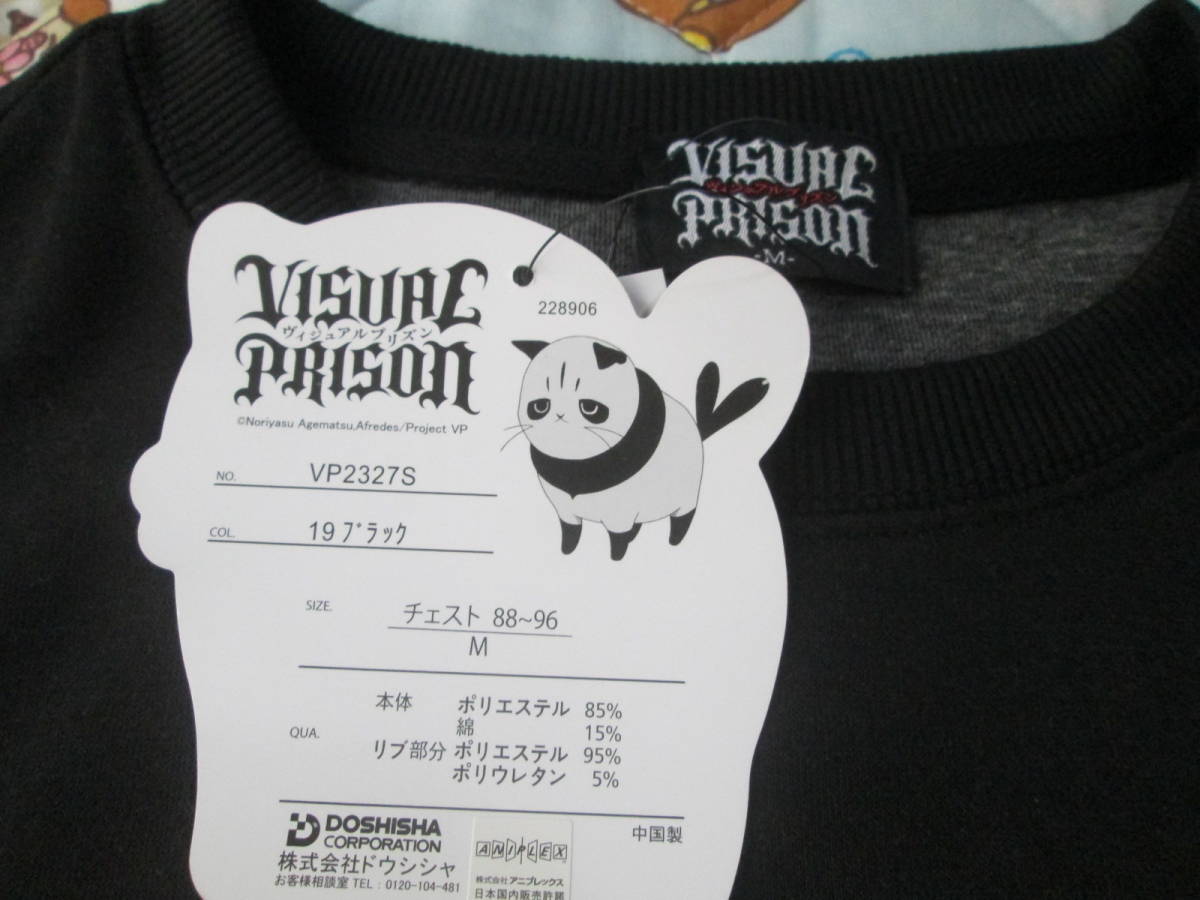 VISUAL
ヴィジュアルプリズン
PRISON
-M-
VISUAL
ヴィジュアルプリズン
PRISON
©Noriyasu Agematsu,Afredes/Project VP
228906
NO. VP2327S
COL. 19 ﾌﾞﾗｯｸ
SIZE. チェスト 88~96
M
本体 ポリエステル 85%
綿 15%
QUA.
リブ部分 ポリエステル 95%
ポリウレタン 5%
中国製
DOSHISHA
CORPORATION
株式会社ドウシシャ
お客様相談室 TEL：0120-104-481
ANIPLEX
株式会社 アニプレックス
日本国内販売許諾